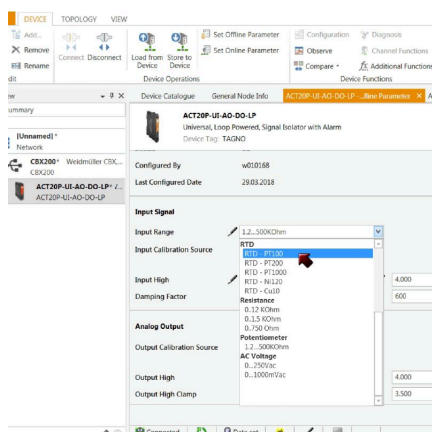 DEVICE TOPOLOGY VIEW
Add...
Remove
Rename
Connect Disconnect
Load from Device
Store to Device
Set Offline Parameter
Set Online Parameter
Configuration
Observe
Compare
Diagnosis
Channel Functions
Additional Functions
dit
Device Operations
Device Functions
ew
Device Catalogue General Node Info ACT20P-UI-AO-DO-LP -...ffline Parameter A
ummary
[Unnamed]*
Network
CBX200* Weidmüller CBX...
CBX200
ACT20P-UI-AO-DO-LP* /...
ACT20P-UI-AO-DO-LP
ACT20P-UI-AO-DO-LP
Universal, Loop Powered, Signal Isolator with Alarm
Device Tag: TAGNO
Configured By w010168
Last Configured Date 29.03.2018
Input Signal
Input Range 1.2...500KOhm
RTD
Input Calibration Source RTD - PT100
RTD - PT200
RTD - PT1000
Input High RTD - Ni120 4.000
RTD - Cu10
Damping Factor Resistance 600
0..12 KOhm
0..1.5 KOhm
Analog Output 0..750 Ohm
Potentiometer
Output Calibration Source 1.2...500KOhm
AC Voltage
0...250Vac
Output High 0...1000mVac 4.000
Output High Clamp 3.500
Connected Data set